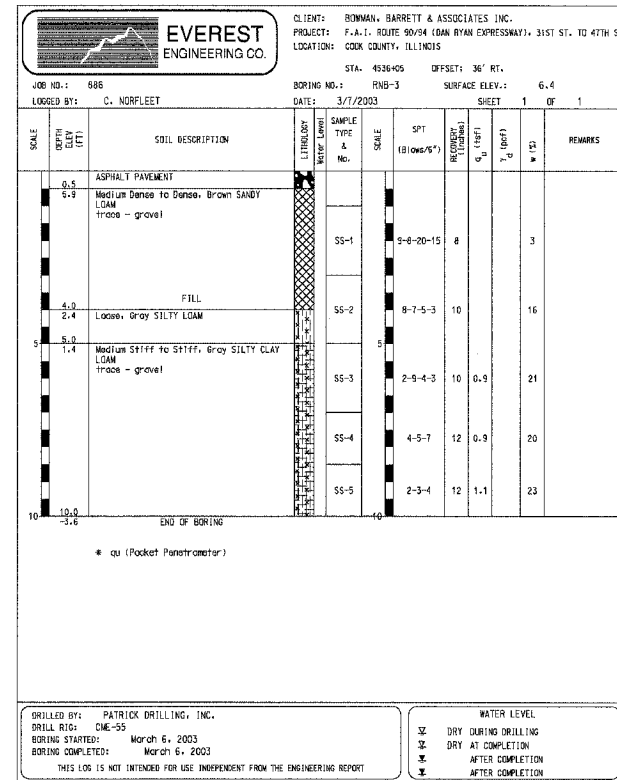 EVEREST
ENGINEERING CO.
CLIENT: BOWMAN, BARRETT & ASSOCIATES INC.
PROJECT: F.A.I. ROUTE 90/94 (DAN RYAN EXPRESSWAY), 31ST ST. TO 47TH S
LOCATION: COOK COUNTY, ILLINOIS
STA. 4536+05 OFFSET: 36' RT.
JOB NO.: 686 BORING NO.: RNB-3 SURFACE ELEV.: 6.4
LOGGED BY: C. NORFLEET DATE: 3/7/2003 SHEET 1 OF 1
SCALE DEPTH ELEV (FT) SOIL DESCRIPTION LITHOLOGY Water Level SAMPLE TYPE & No. SCALE SPT (Blows/6") RECOVERY (inches) q u (tsf) γ d (pcf) w (%) REMARKS
ASPHALT PAVEMENT
0.5
5.9 Medium Dense to Dense, Brown SANDY
LOAM
trace - gravel
SS-1 9-8-20-15 8 3
FILL
4.0
SS-2 8-7-5-3 10 16
2.4 Loose, Gray SILTY LOAM
5.0
5 5
1.4 Medium Stiff to Stiff, Gray SILTY CLAY
LOAM
trace - gravel
SS-3 2-9-4-3 10 0.9 21
SS-4 4-5-7 12 0.9 20
SS-5 2-3-4 12 1.1 23
10 10.0 10
-3.6 END OF BORING
* qu (Pocket Penetrometer)
DRILLED BY: PATRICK DRILLING, INC.
DRILL RIG: CME-55
BORING STARTED: March 6, 2003
BORING COMPLETED: March 6, 2003
THIS LOG IS NOT INTENDED FOR USE INDEPENDENT FROM THE ENGINEERING REPORT
WATER LEVEL
DRY DURING DRILLING
DRY AT COMPLETION
AFTER COMPLETION
AFTER COMPLETION